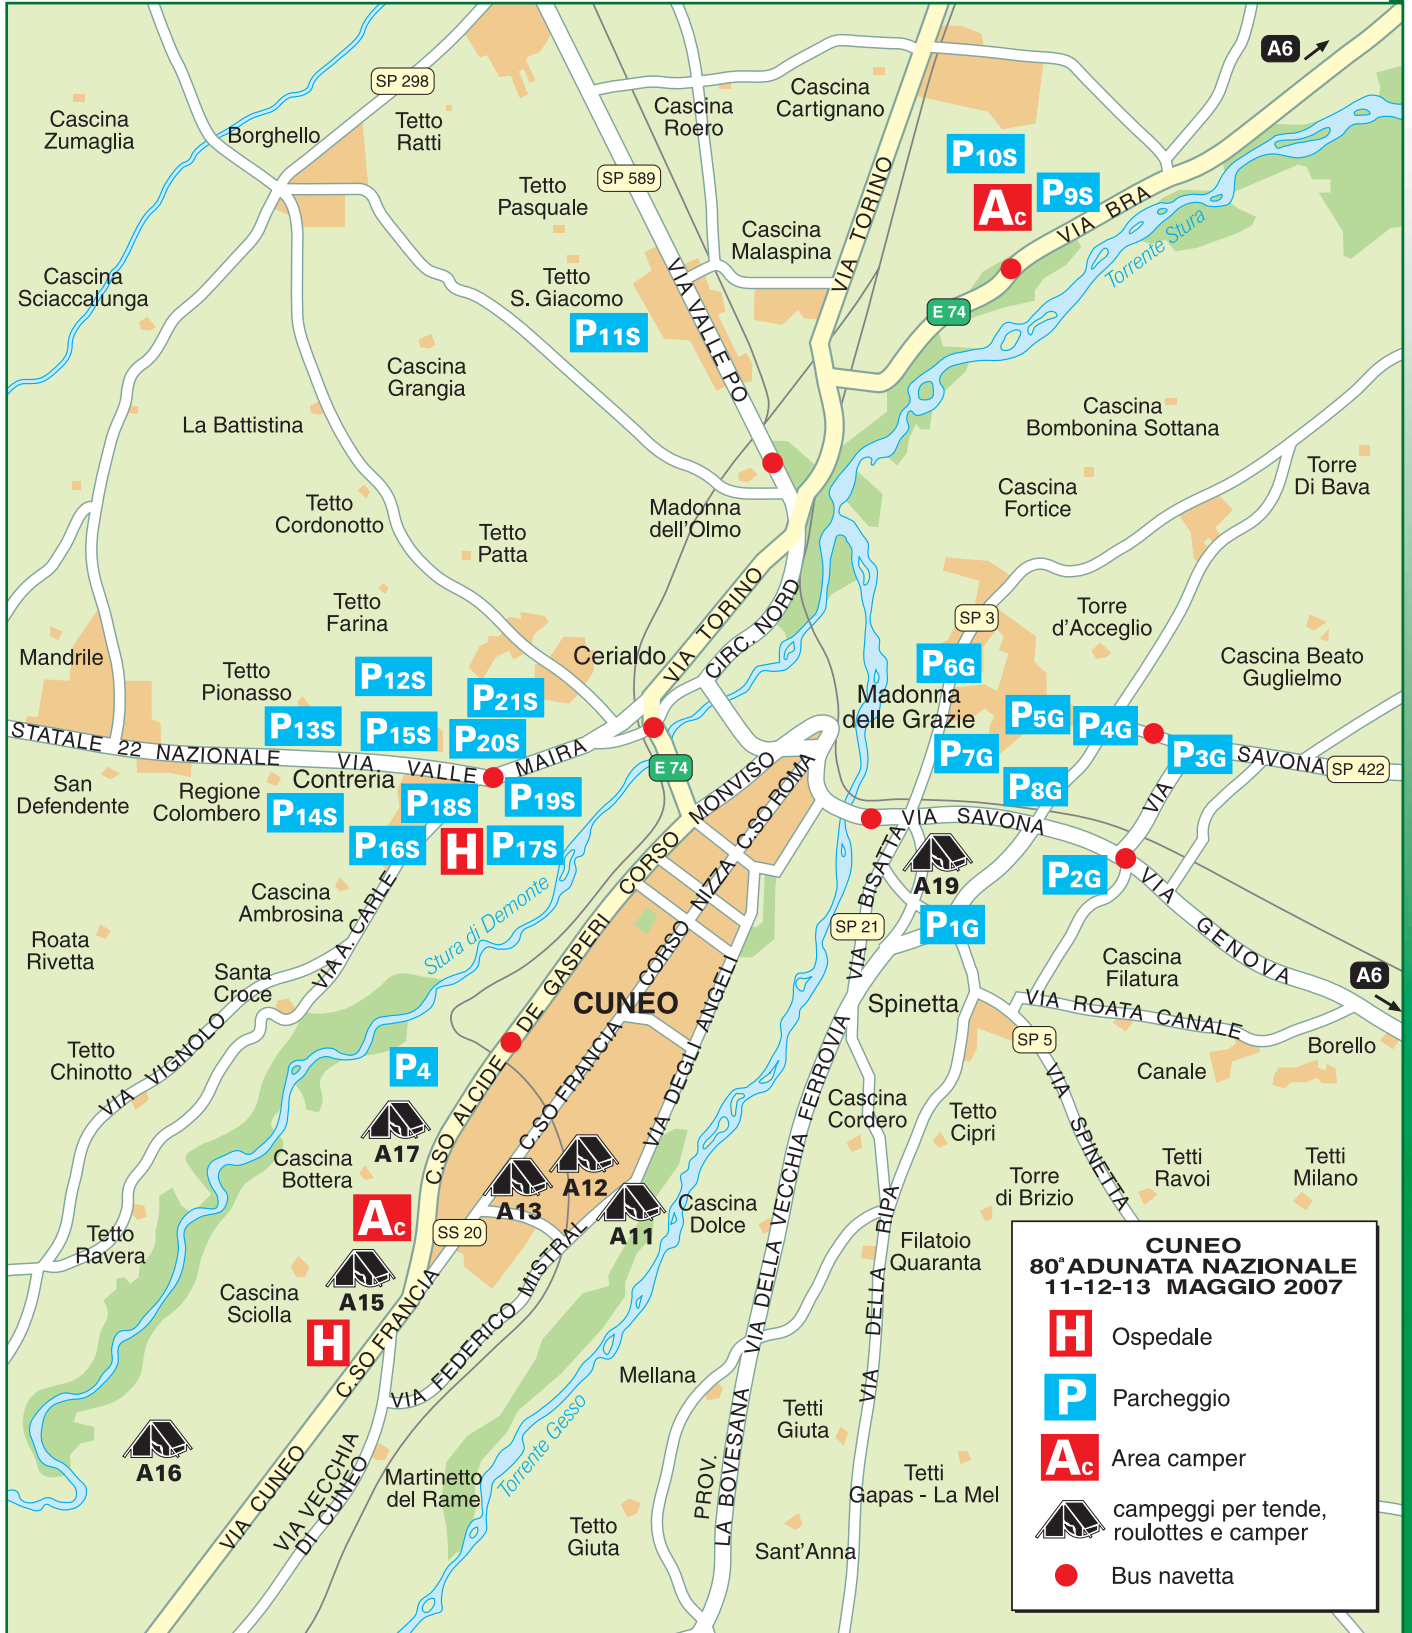 A6
SP 298
Cascina
Zumaglia
Borghello
Tetto
Ratti
Cascina
Roero
Cascina
Cartignano
P10S
Ac
P9S
VIA BRA
Torrente Stura
SP 589
Tetto
Pasquale
VIA TORINO
Cascina
Malaspina
Cascina
Sciaccalunga
Tetto
S. Giacomo
P11S
VIA VALLE PO
E 74
Cascina
Grangia
La Battistina
Cascina
Bombonina Sottana
Torre
Di Bava
Cascina
Fortice
Tetto
Cordonotto
Tetto
Patta
Madonna
dell'Olmo
Tetto
Farina
VIA TORINO
CIRC. NORD
SP 3
Torre
d'Acceglio
Mandrile
Tetto
Pionasso
Cerialdo
P12S
P21S
P13S
P15S
P20S
P6G
Madonna
delle Grazie
Cascina Beato
Guglielmo
P5G
P4G
P3G
P7G
P8G
SAVONA
SP 422
STATALE 22 NAZIONALE
VIA VALLE MAIRA
San
Defendente
Regione
Colombero
Contreria
P14S
P18S
P19S
P16S
H
P17S
E 74
CORSO MONVISO
C.SO ROMA
VIA SAVONA
VIA
A19
P2G
P1G
VIA BISATTA
VIA
SP 21
VIA GENOVA
A6
Cascina
Ambrosina
VIA A. CARLE
Stura di Demonte
Roata
Rivetta
Santa
Croce
C.SO ALCIDE DE GASPERI
CORSO NIZZA
CUNEO
C.SO FRANCIA
VIA DEGLI ANGELI
Spinetta
Cascina
Filatura
VIA ROATA CANALE
SP 5
Canale
Borello
Tetto
Chinotto
VIA VIGNOLO
P4
A17
Cascina
Bottera
Ac
A13
A12
A11
Cascina
Dolce
Cascina
Cordero
Tetto
Cipri
VIA SPINETTA
Torre
di Brizio
Tetti
Ravoi
Tetti
Milano
Tetto
Ravera
SS 20
A15
Cascina
Sciolla
H
C.SO FRANCIA
VIA FEDERICO MISTRAL
VIA DELLA VECCHIA FERROVIA
VIA DELLA RIPA
Filatoio
Quaranta
Mellana
Tetti
Giuta
A16
VIA CUNEO
VIA VECCHIA
DI CUNEO
Martinetto
del Rame
Torrente Gesso
Tetto
Giuta
PROV.
LA BOVESANA
Sant'Anna
Tetti
Gapas - La Mel
CUNEO
80ª ADUNATA NAZIONALE
11-12-13 MAGGIO 2007
H Ospedale
P Parcheggio
Ac Area camper
campeggi per tende,
roulottes e camper
Bus navetta